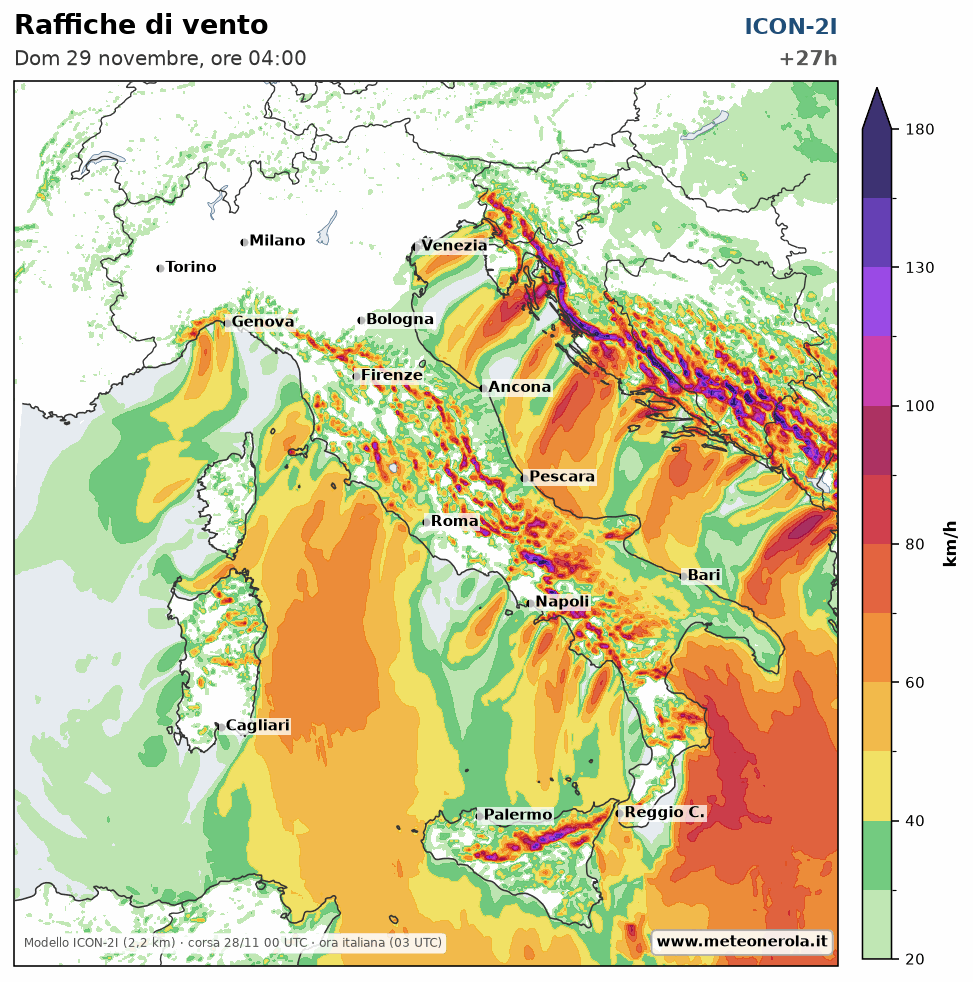 Raffiche di vento
ICON-2I
Dom 29 novembre, ore 04:00
+27h
180
130
100
80
60
40
20
km/h
Milano
Torino
Venezia
Genova
Bologna
Firenze
Ancona
Pescara
Roma
Bari
Napoli
Cagliari
Palermo
Reggio C.
Modello ICON-2I (2,2 km) · corsa 28/11 00 UTC · ora italiana (03 UTC)
www.meteonerola.it